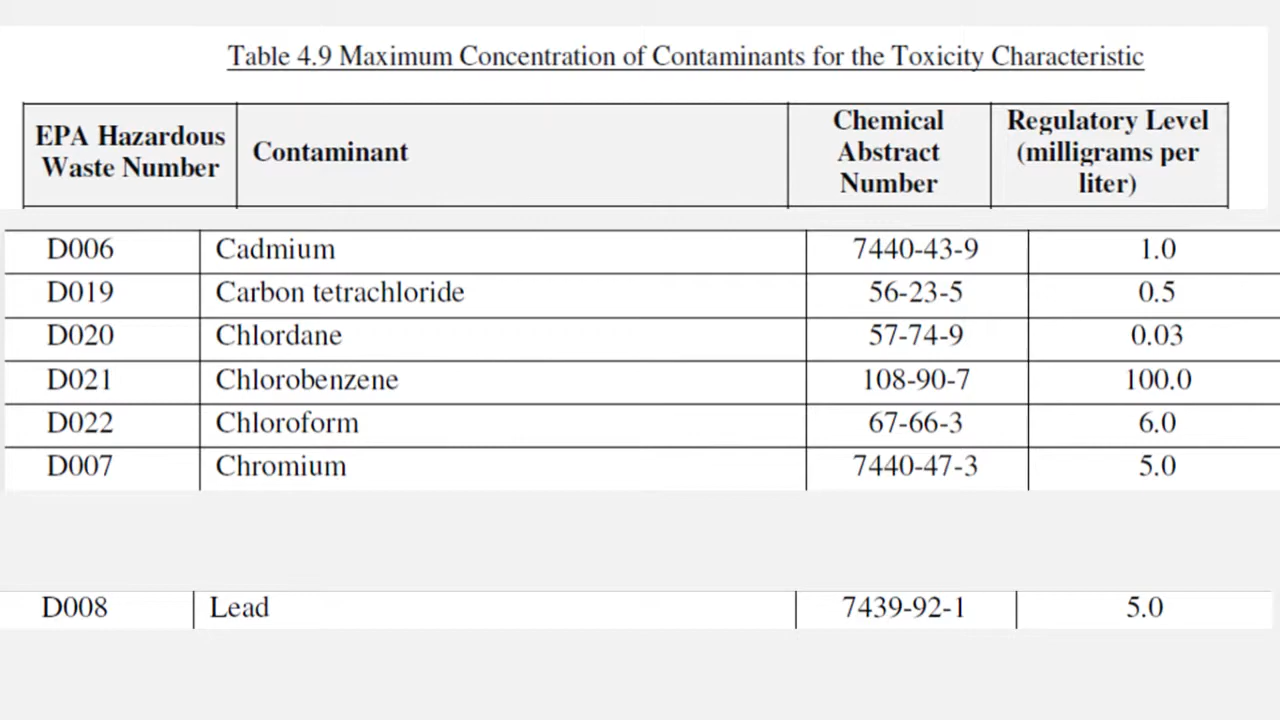 Table 4.9 Maximum Concentration of Contaminants for the Toxicity Characteristic
EPA Hazardous Waste Number Contaminant Chemical Abstract Number Regulatory Level (milligrams per liter)
D006 Cadmium 7440-43-9 1.0
D019 Carbon tetrachloride 56-23-5 0.5
D020 Chlordane 57-74-9 0.03
D021 Chlorobenzene 108-90-7 100.0
D022 Chloroform 67-66-3 6.0
D007 Chromium 7440-47-3 5.0
D008 Lead 7439-92-1 5.0